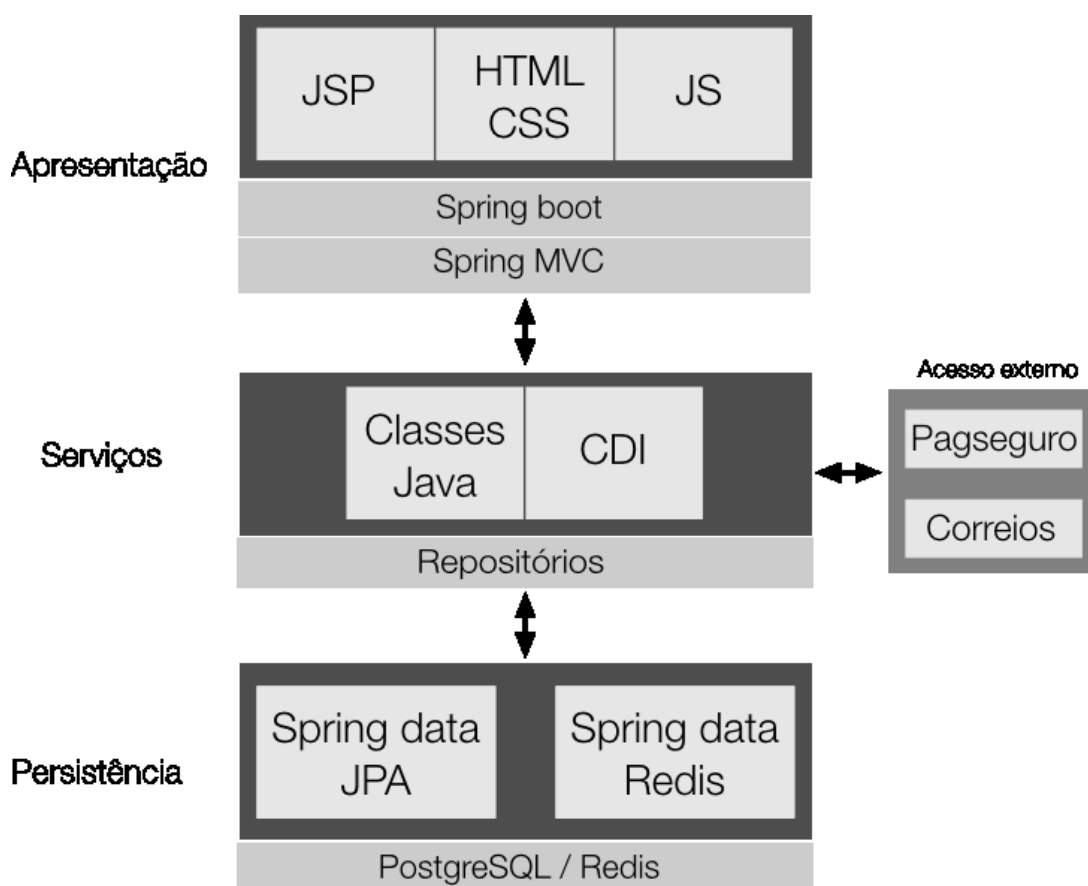 JSP
HTML
CSS
JS
Apresentação
Spring boot
Spring MVC
Acesso externo
Serviços
Classes
Java
CDI
Pagseguro
Correios
Repositórios
Persistência
Spring data
JPA
Spring data
Redis
PostgreSQL / Redis